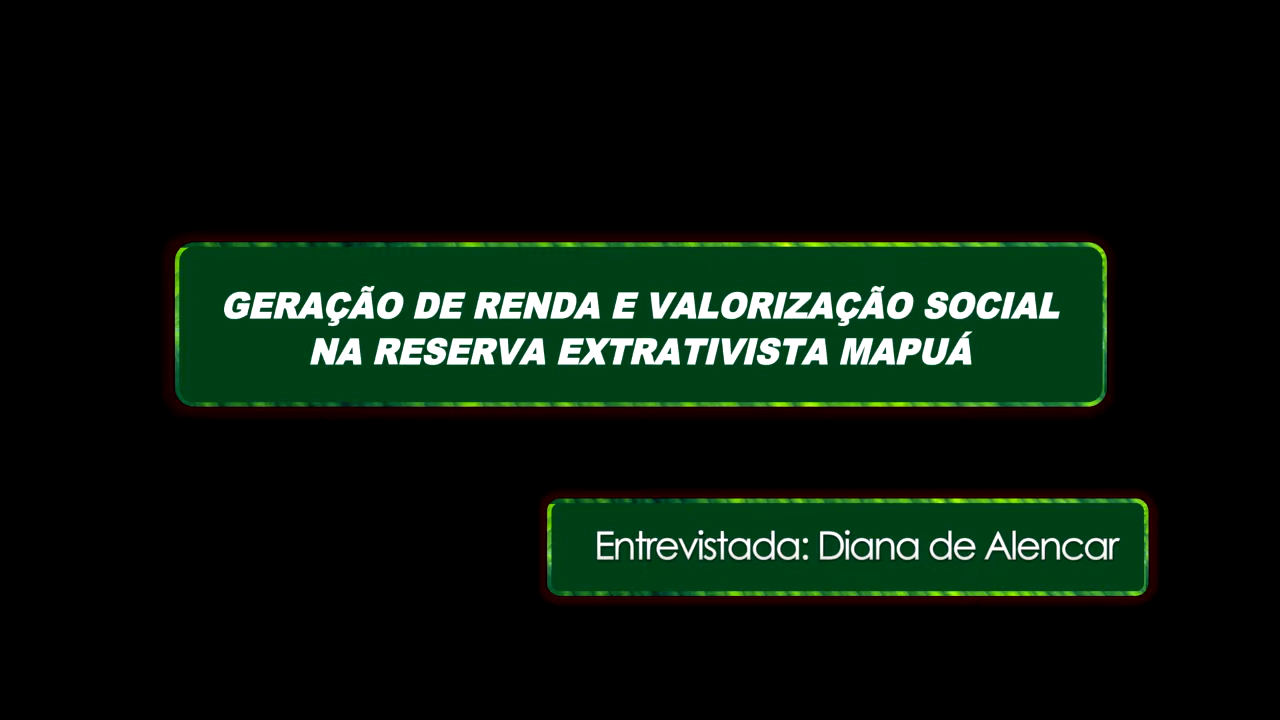 GERAÇÃO DE RENDA E VALORIZAÇÃO SOCIAL
NA RESERVA EXTRATIVISTA MAPUÁ
Entrevistada: Diana de Alencar